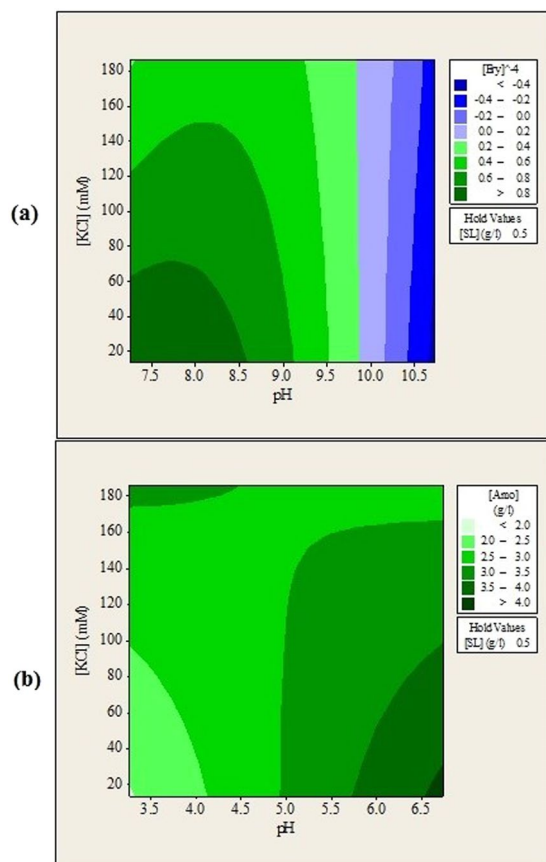 (a)
[KCl] (mM)
180
160
140
120
100
80
60
40
20
7.5 8.0 8.5 9.0 9.5 10.0 10.5
pH
[Ery]^-4
< -0.4
-0.4 – -0.2
-0.2 – 0.0
0.0 – 0.2
0.2 – 0.4
0.4 – 0.6
0.6 – 0.8
> 0.8
Hold Values
[SL] (g/l) 0.5
(b)
[KCl] (mM)
180
160
140
120
100
80
60
40
20
3.5 4.0 4.5 5.0 5.5 6.0 6.5
pH
[Amo]
(g/l)
< 2.0
2.0 – 2.5
2.5 – 3.0
3.0 – 3.5
3.5 – 4.0
> 4.0
Hold Values
[SL] (g/l) 0.5